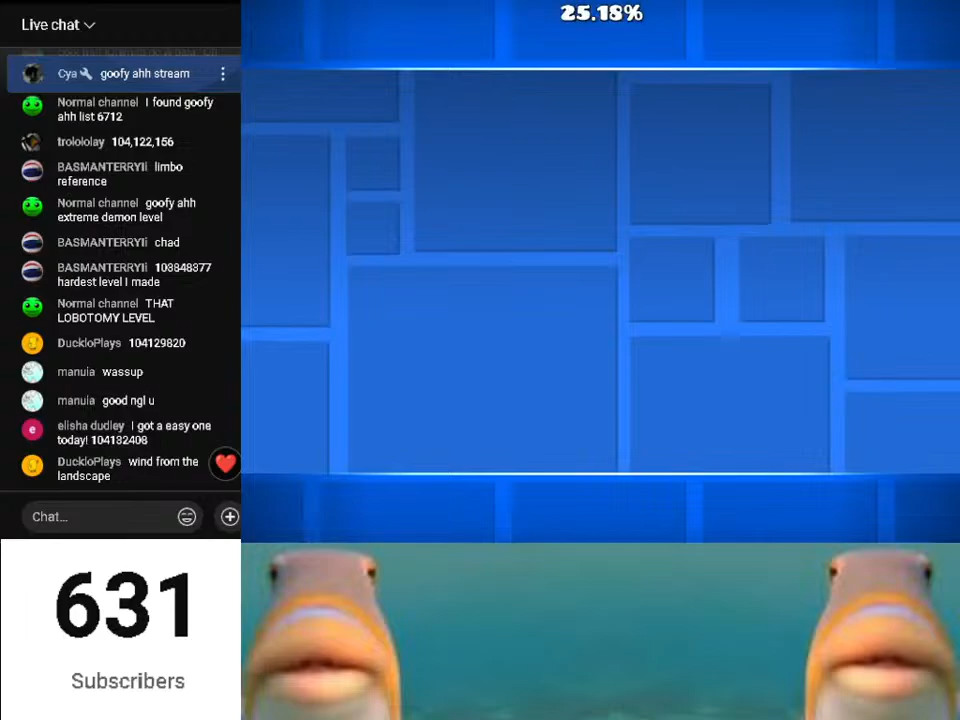 Live chat
25.18%
Cya goofy ahh stream
Normal channel I found goofy
ahh list 6712
trolololay 104,122,156
BASMANTERRYIi limbo
reference
Normal channel goofy ahh
extreme demon level
BASMANTERRYIi chad
BASMANTERRYIi 103848377
hardest level I made
Normal channel THAT
LOBOTOMY LEVEL
DuckloPlays 104129820
manuia wassup
manuia good ngl u
e
elisha dudley I got a easy one
today! 104132408
DuckloPlays wind from the
landscape
Chat...
631
Subscribers